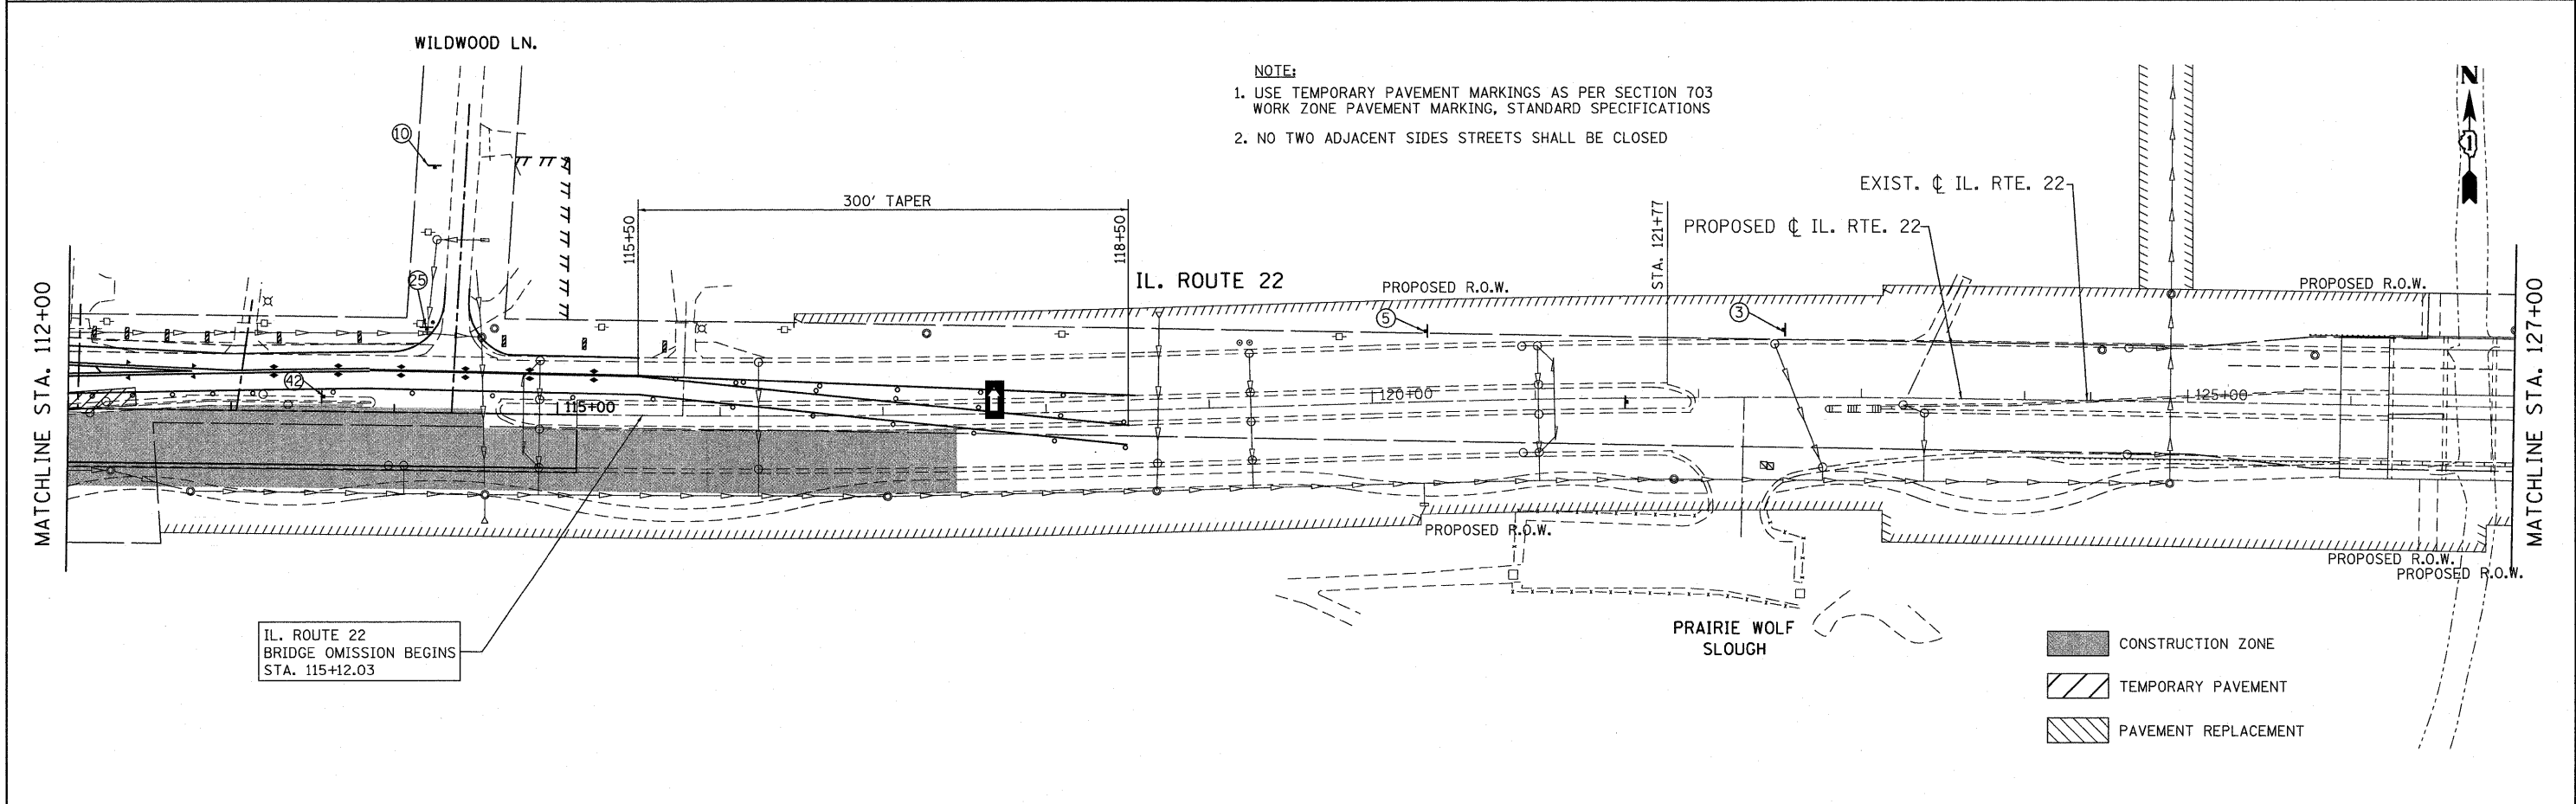 WILDWOOD LN.
NOTE:
1. USE TEMPORARY PAVEMENT MARKINGS AS PER SECTION 703
WORK ZONE PAVEMENT MARKING, STANDARD SPECIFICATIONS
2. NO TWO ADJACENT SIDES STREETS SHALL BE CLOSED
N
1
10
EXIST. ℄ IL. RTE. 22
300' TAPER
115+50
118+50
STA. 121+77
PROPOSED ℄ IL. RTE. 22
25
IL. ROUTE 22
PROPOSED R.O.W.
PROPOSED R.O.W.
5
3
MATCHLINE STA. 112+00
MATCHLINE STA. 127+00
42
115+00
120+00
125+00
PROPOSED R.O.W.
PROPOSED R.O.W.
PROPOSED R.O.W.
IL. ROUTE 22
BRIDGE OMISSION BEGINS
STA. 115+12.03
PRAIRIE WOLF
SLOUGH
CONSTRUCTION ZONE
TEMPORARY PAVEMENT
PAVEMENT REPLACEMENT